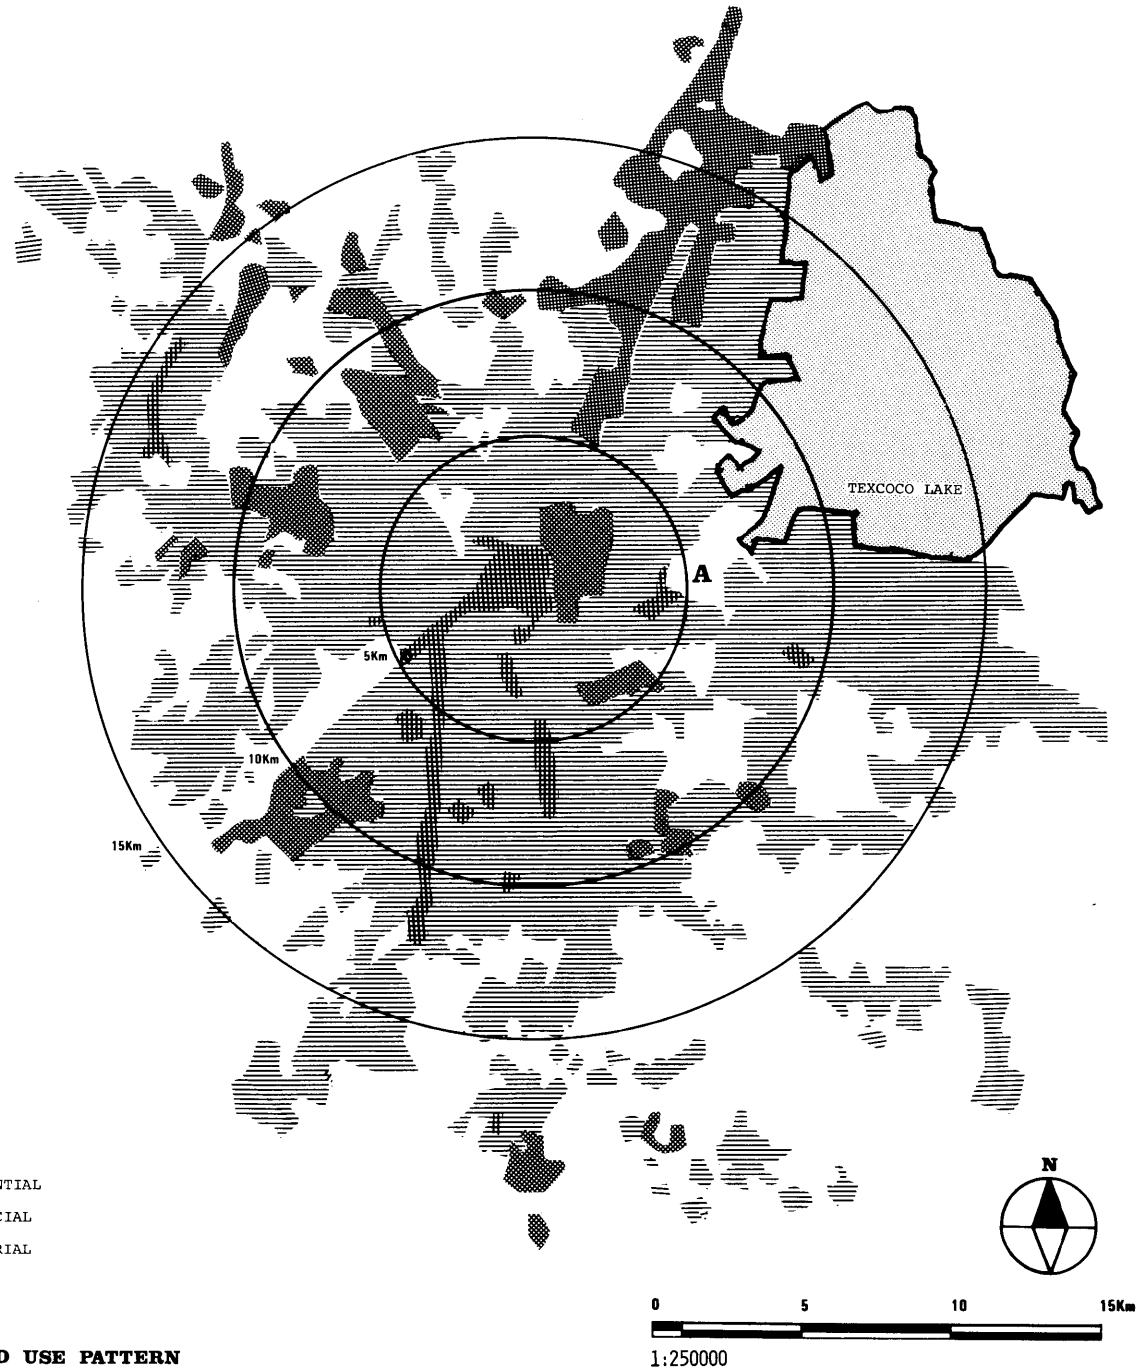 TEXCOCO LAKE
A
5Km
10Km
15Km
NTIAL
CIAL
RIAL
N
0 5 10 15Km
1:250000
D USE PATTERN